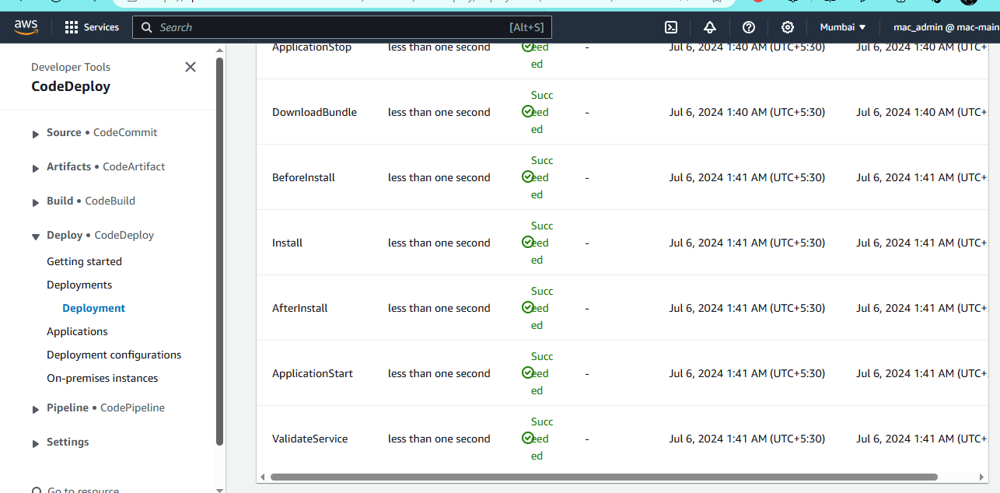 aws
Services
Search
[Alt+S]
Mumbai
mac_admin @ mac-main
Developer Tools
CodeDeploy
Source • CodeCommit
Artifacts • CodeArtifact
Build • CodeBuild
Deploy • CodeDeploy
Getting started
Deployments
Deployment
Applications
Deployment configurations
On-premises instances
Pipeline • CodePipeline
Settings
Go to resource
ApplicationStop less than one second eed - Jul 6, 2024 1:40 AM (UTC+5:30) Jul 6, 2024 1:40 AM (UTC+
ed
Succ
DownloadBundle less than one second eed - Jul 6, 2024 1:40 AM (UTC+5:30) Jul 6, 2024 1:40 AM (UTC+
ed
Succ
BeforeInstall less than one second eed - Jul 6, 2024 1:41 AM (UTC+5:30) Jul 6, 2024 1:41 AM (UTC+
ed
Succ
Install less than one second eed - Jul 6, 2024 1:41 AM (UTC+5:30) Jul 6, 2024 1:41 AM (UTC+
ed
Succ
AfterInstall less than one second eed - Jul 6, 2024 1:41 AM (UTC+5:30) Jul 6, 2024 1:41 AM (UTC+
ed
Succ
ApplicationStart less than one second eed - Jul 6, 2024 1:41 AM (UTC+5:30) Jul 6, 2024 1:41 AM (UTC+
ed
Succ
ValidateService less than one second eed - Jul 6, 2024 1:41 AM (UTC+5:30) Jul 6, 2024 1:41 AM (UTC+
ed